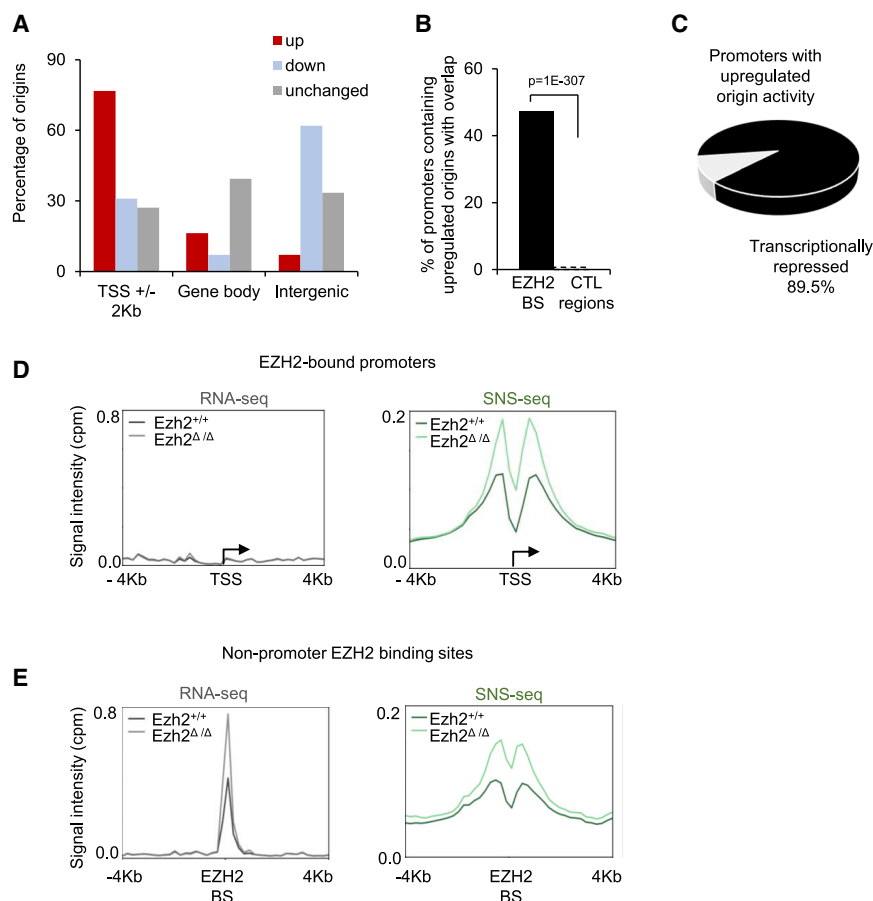 A
Percentage of origins
90
60
30
0
up
down
unchanged
TSS +/-
2Kb
Gene body
Intergenic
B
% of promoters containing
upregulated origins with overlap
60
40
20
0
p=1E-307
EZH2
BS
CTL
regions
C
Promoters with
upregulated
origin activity
Transcriptionally
repressed
89.5%
D
EZH2-bound promoters
RNA-seq
Signal intensity (cpm)
0.8
0.0
Ezh2+/+
Ezh2Δ/Δ
- 4Kb
TSS
4Kb
SNS-seq
0.2
0.0
Ezh2+/+
Ezh2Δ/Δ
- 4Kb
TSS
4Kb
Non-promoter EZH2 binding sites
E
RNA-seq
Signal intensity (cpm)
0.8
0.0
Ezh2+/+
Ezh2Δ/Δ
-4Kb
EZH2
BS
4Kb
SNS-seq
0.2
0.0
Ezh2+/+
Ezh2Δ/Δ
-4Kb
EZH2
BS
4Kb